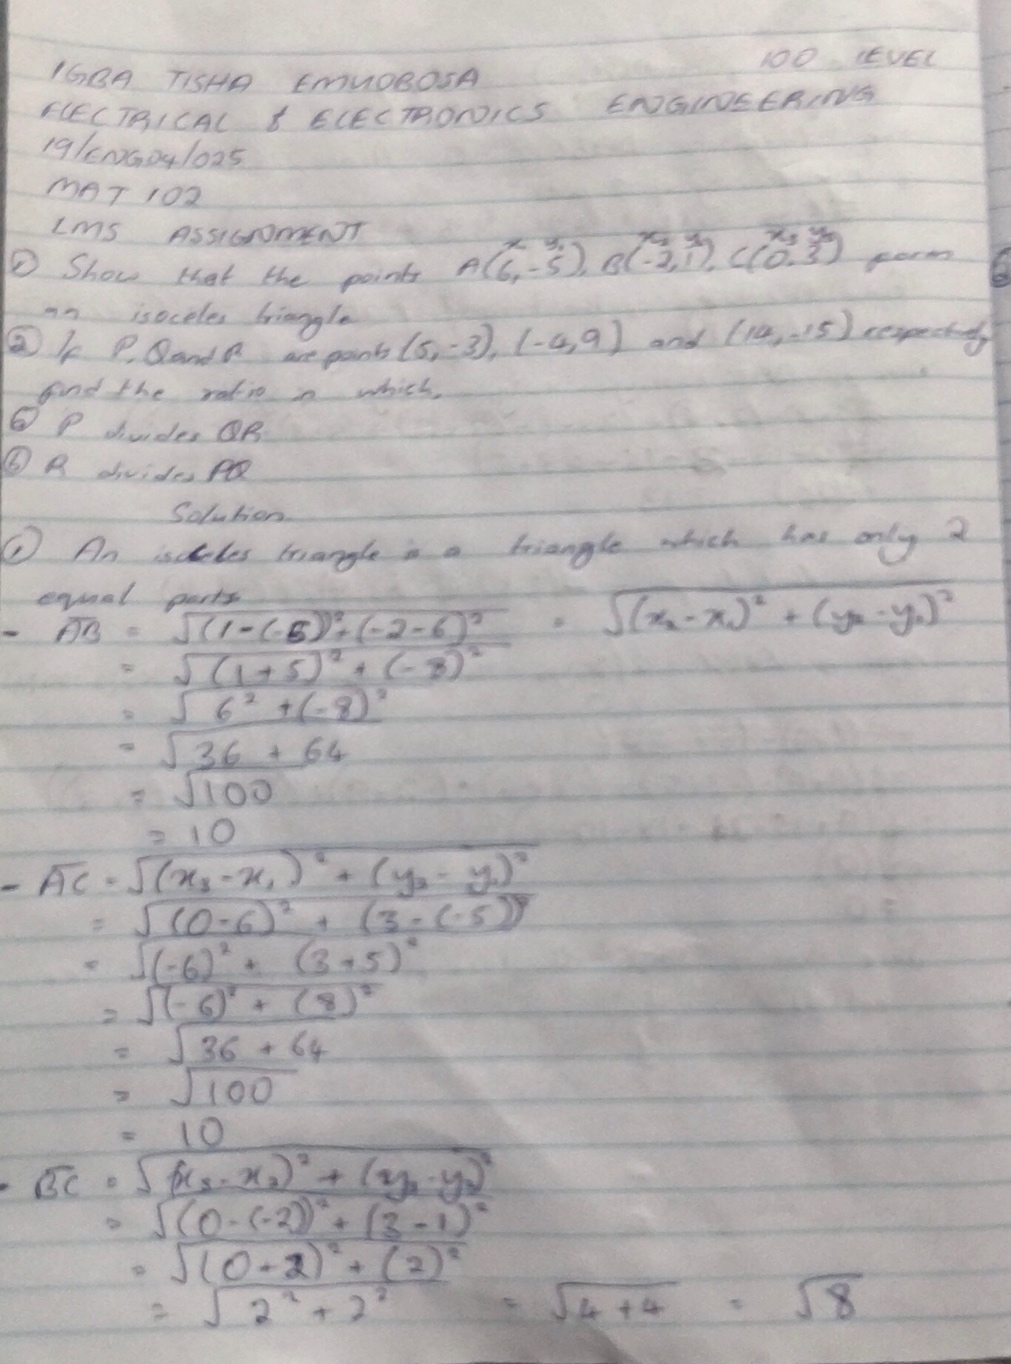 IGBA TISHA EMUOBOSA 100 LEVEL
ELECTRICAL & ELECTRONICS ENGINEERING
19/ENG04/025
MAT 102
LMS ASSIGNMENT
① Show that the points A(6,-5), B(-2,1), C(0,3) form
x₁ y₁ x₂ y₂ x₃ y₃
an isoceles triangle
② If P, Q and R are points (5,-3), (-4,9) and (14,-15) respectively
find the ratio in which,
ⓐ P divides QR
ⓑ R divides PQ
Solution
① An isoceles triangle is a triangle which has only 2
equal parts
- AB = √(1-(-5))²+(-2-6)² = √(x₂-x₁)²+(y₂-y₁)²
= √(1+5)²+(-8)²
= √6²+(-8)²
= √36+64
= √100
= 10
- AC = √(x₃-x₁)²+(y₃-y₁)²
= √(0-6)²+(3-(-5))²
= √(-6)²+(3+5)²
= √(-6)²+(8)²
= √36+64
= √100
= 10
- BC = √(x₃-x₂)²+(y₃-y₂)²
= √(0-(-2))²+(3-1)²
= √(0+2)²+(2)²
= √2²+2² = √4+4 = √8